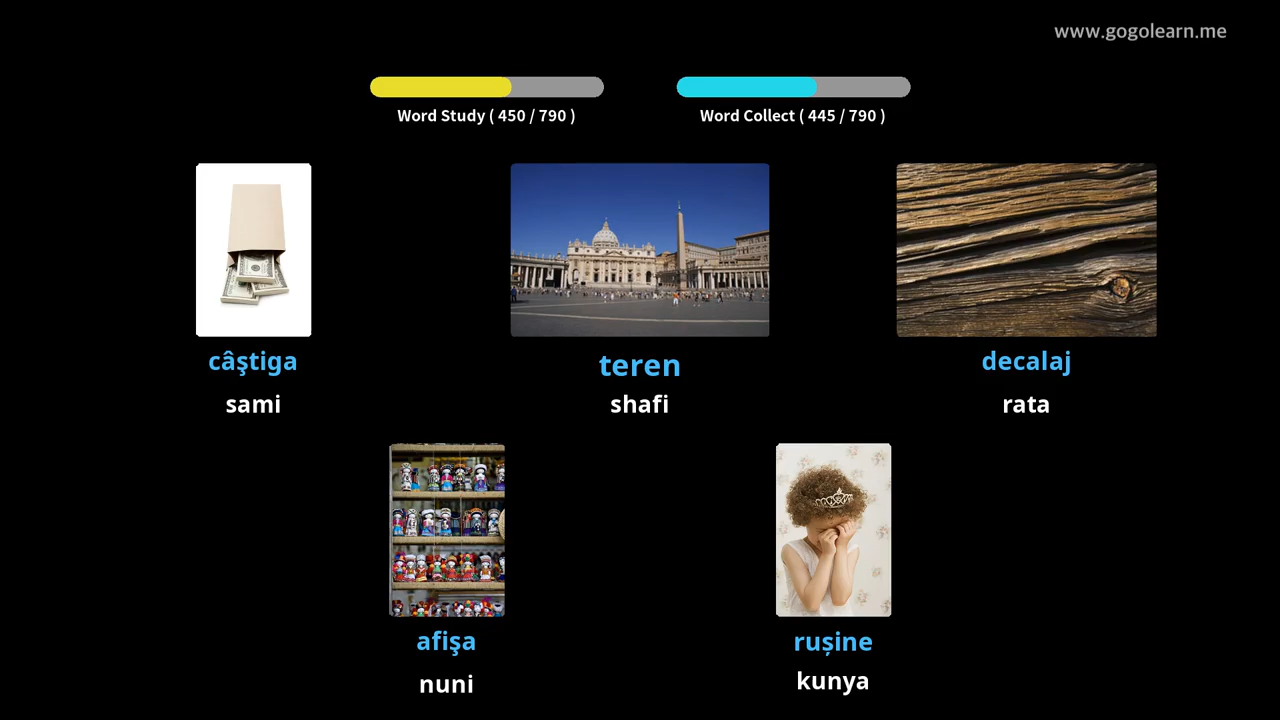 www.gogolearn.me
Word Study ( 450 / 790 )
Word Collect ( 445 / 790 )
câştiga
sami
teren
shafi
decalaj
rata
afişa
nuni
rușine
kunya